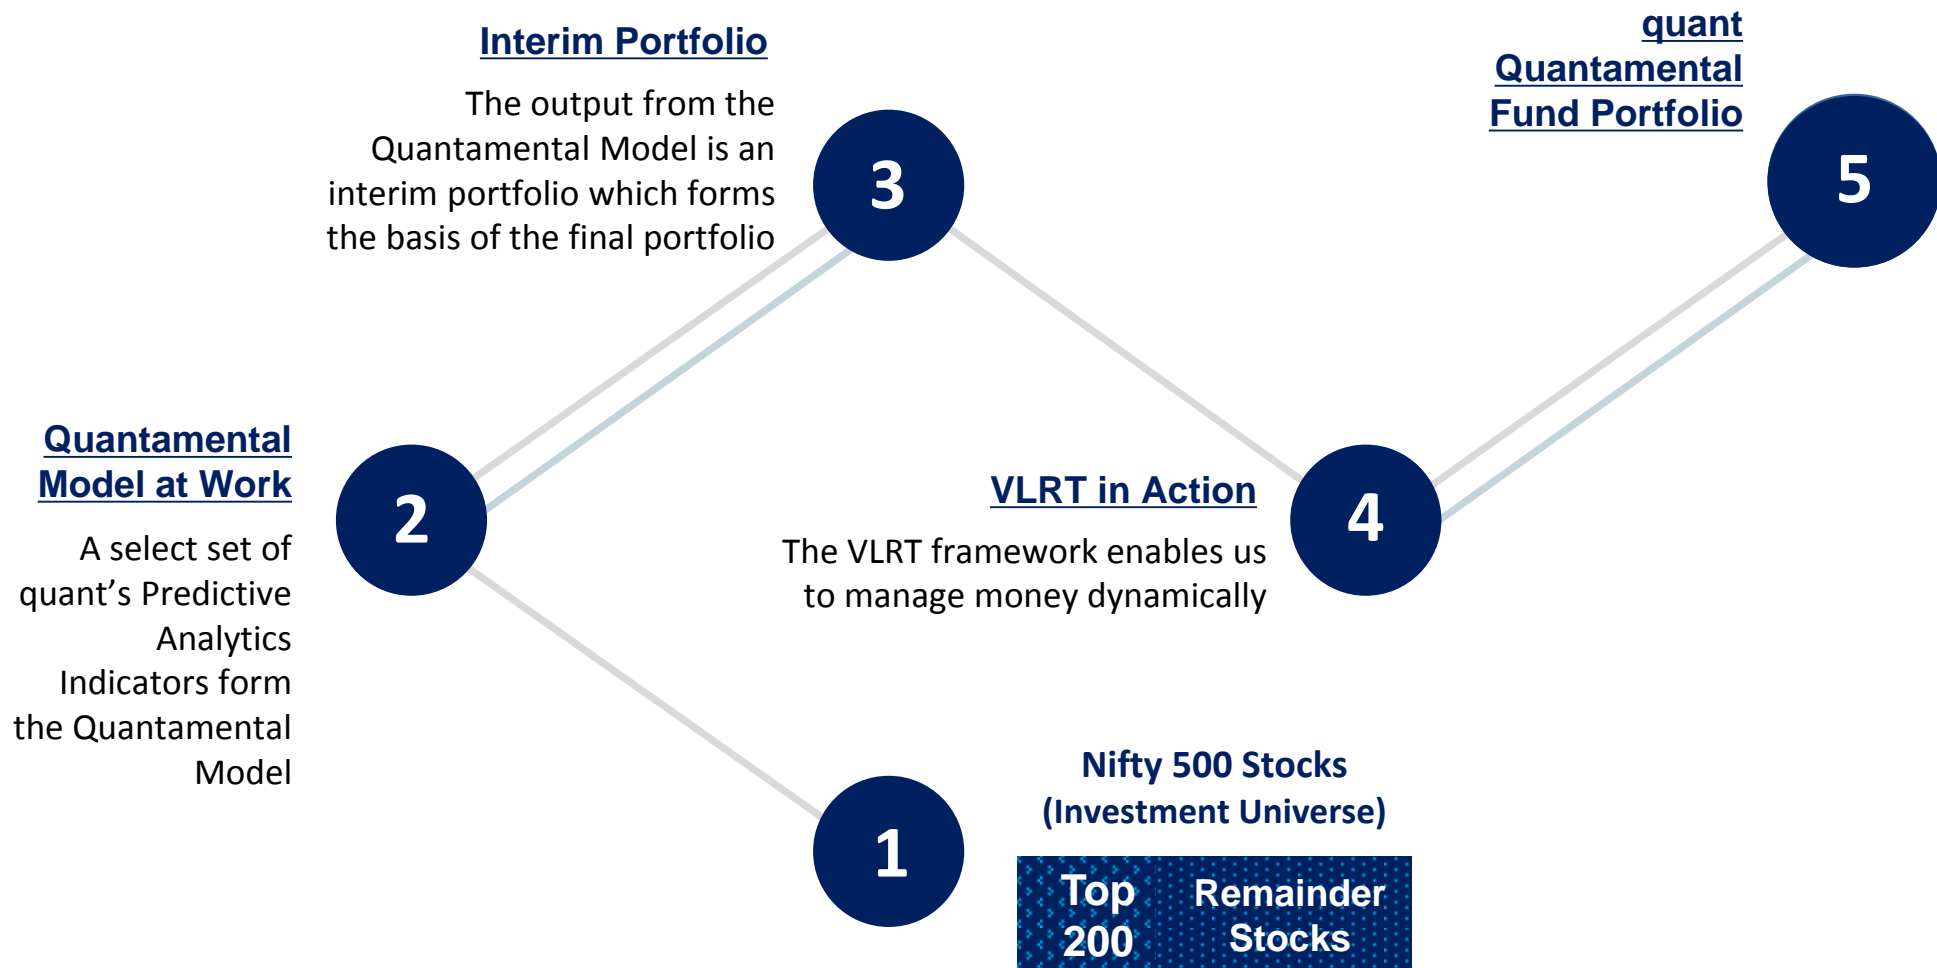 Interim Portfolio
The output from the
Quantamental Model is an
interim portfolio which forms
the basis of the final portfolio
3
quant
Quantamental
Fund Portfolio
5
Quantamental
Model at Work
A select set of
quant’s Predictive
Analytics
Indicators form
the Quantamental
Model
2
VLRT in Action
The VLRT framework enables us
to manage money dynamically
4
1
Nifty 500 Stocks
(Investment Universe)
Top
200
Remainder
Stocks